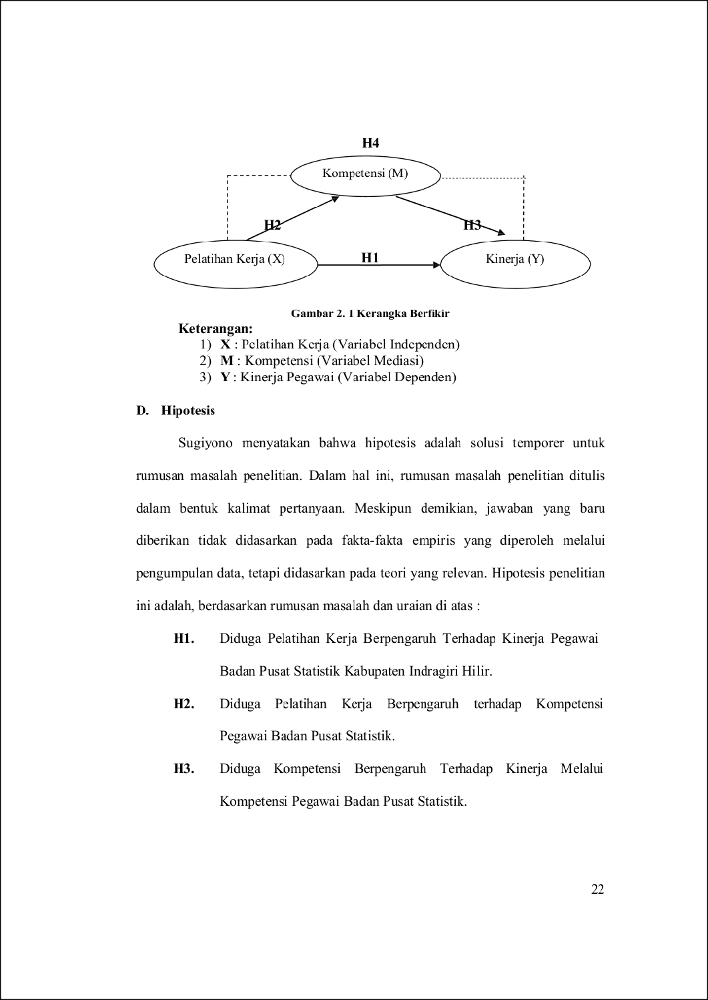 H4
Kompetensi (M)
H2
H3
Pelatihan Kerja (X)
H1
Kinerja (Y)
Gambar 2. 1 Kerangka Berfikir
Keterangan:
1) X : Pelatihan Kerja (Variabel Independen)
2) M : Kompetensi (Variabel Mediasi)
3) Y : Kinerja Pegawai (Variabel Dependen)
D. Hipotesis
Sugiyono menyatakan bahwa hipotesis adalah solusi temporer untuk
rumusan masalah penelitian. Dalam hal ini, rumusan masalah penelitian ditulis
dalam bentuk kalimat pertanyaan. Meskipun demikian, jawaban yang baru
diberikan tidak didasarkan pada fakta-fakta empiris yang diperoleh melalui
pengumpulan data, tetapi didasarkan pada teori yang relevan. Hipotesis penelitian
ini adalah, berdasarkan rumusan masalah dan uraian di atas :
H1. Diduga Pelatihan Kerja Berpengaruh Terhadap Kinerja Pegawai
Badan Pusat Statistik Kabupaten Indragiri Hilir.
H2. Diduga Pelatihan Kerja Berpengaruh terhadap Kompetensi
Pegawai Badan Pusat Statistik.
H3. Diduga Kompetensi Berpengaruh Terhadap Kinerja Melalui
Kompetensi Pegawai Badan Pusat Statistik.
22